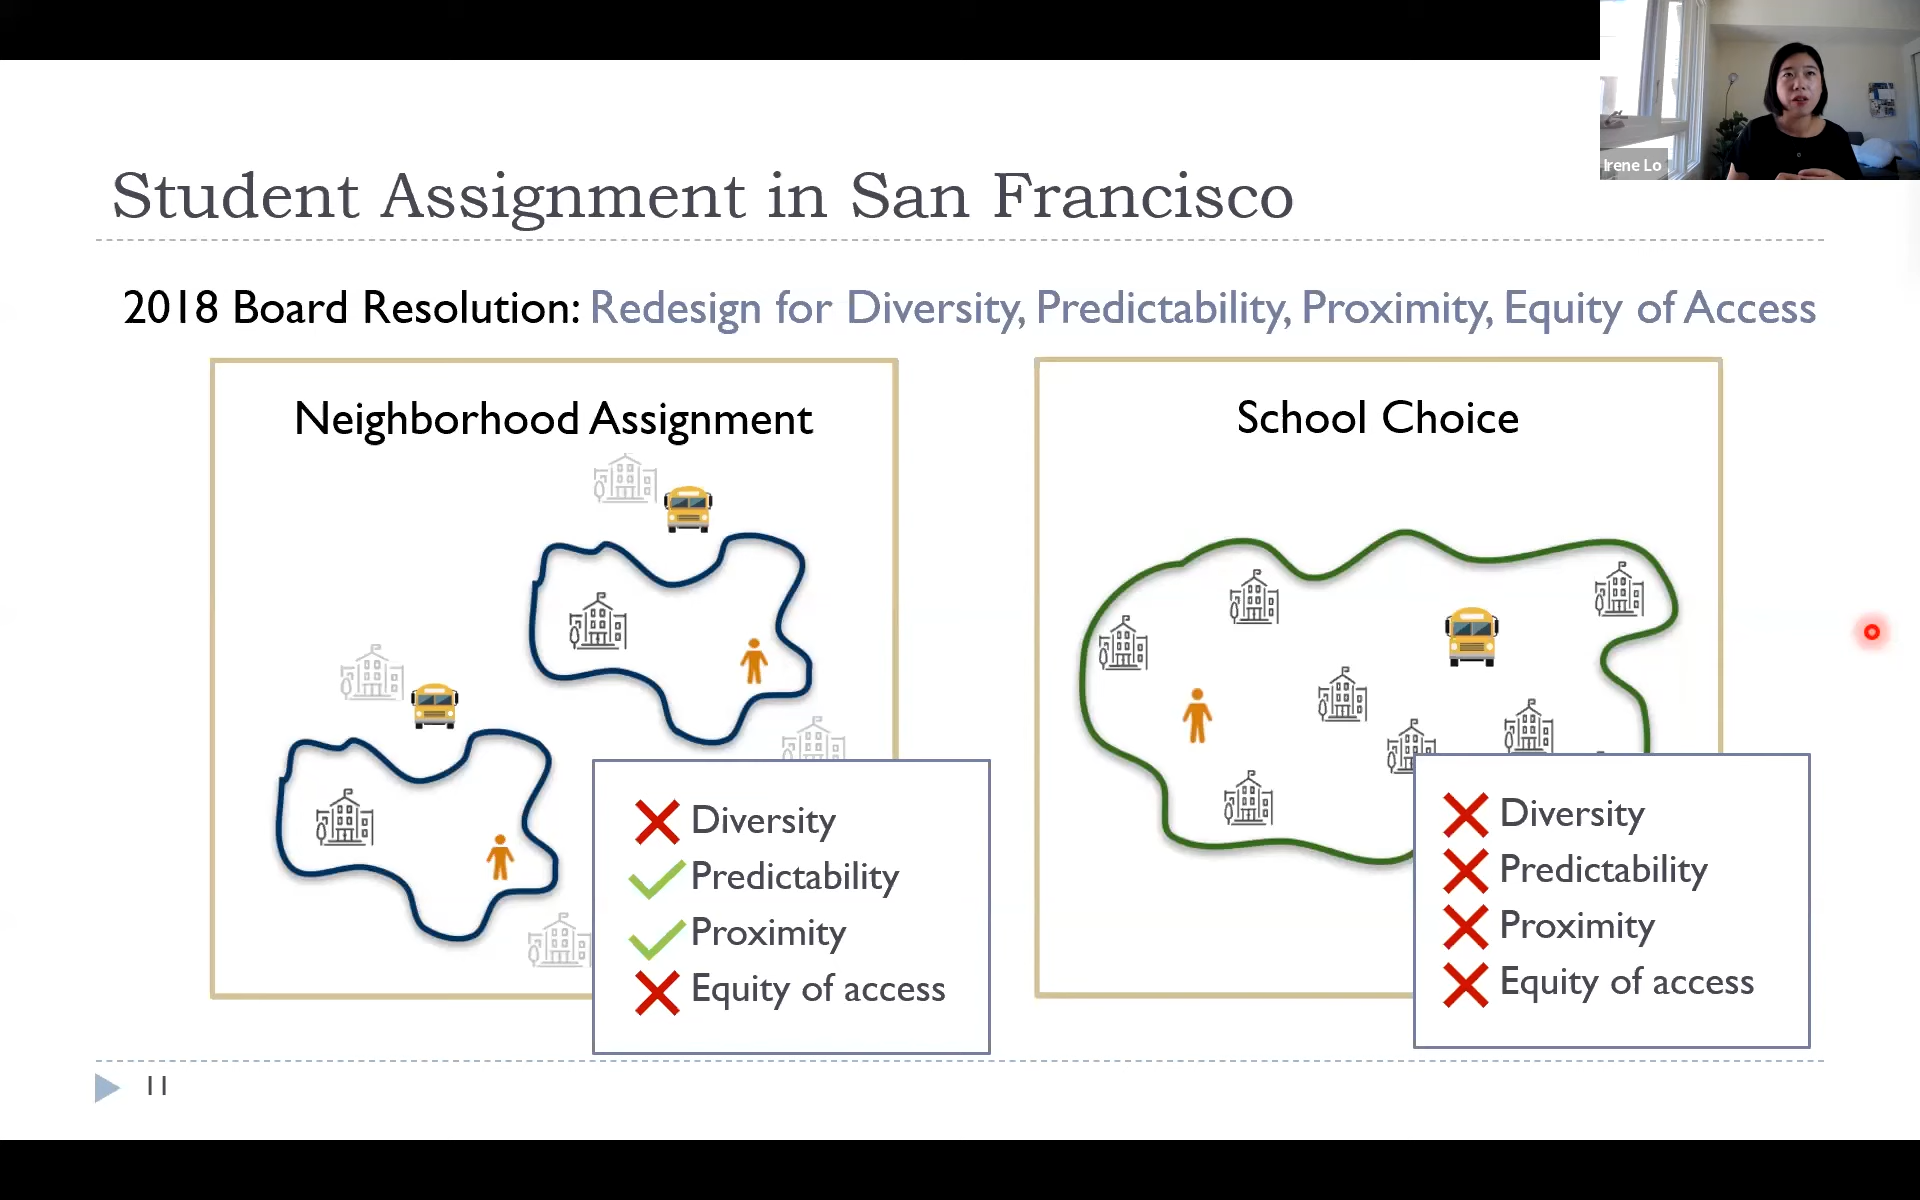 Irene Lo
Student Assignment in San Francisco
2018 Board Resolution: Redesign for Diversity, Predictability, Proximity, Equity of Access
Neighborhood Assignment
Diversity
Predictability
Proximity
Equity of access
School Choice
Diversity
Predictability
Proximity
Equity of access
11